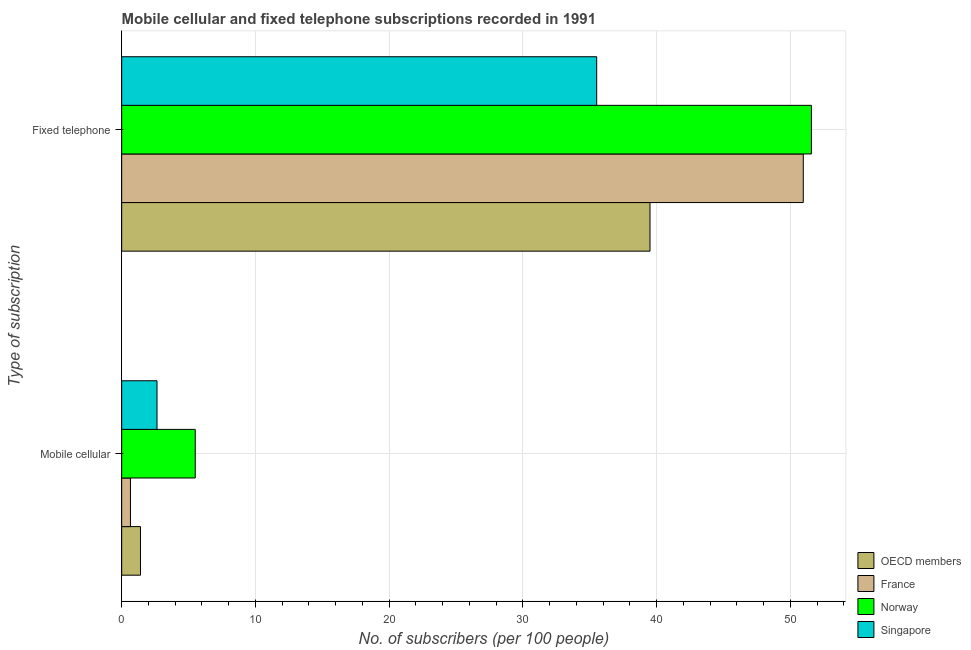 Mobile cellular and fixed telephone subscriptions recorded in 1991
Type of subscription
Fixed telephone
Mobile cellular
0
10
20
30
40
50
No. of subscribers (per 100 people)
OECD members
France
Norway
Singapore